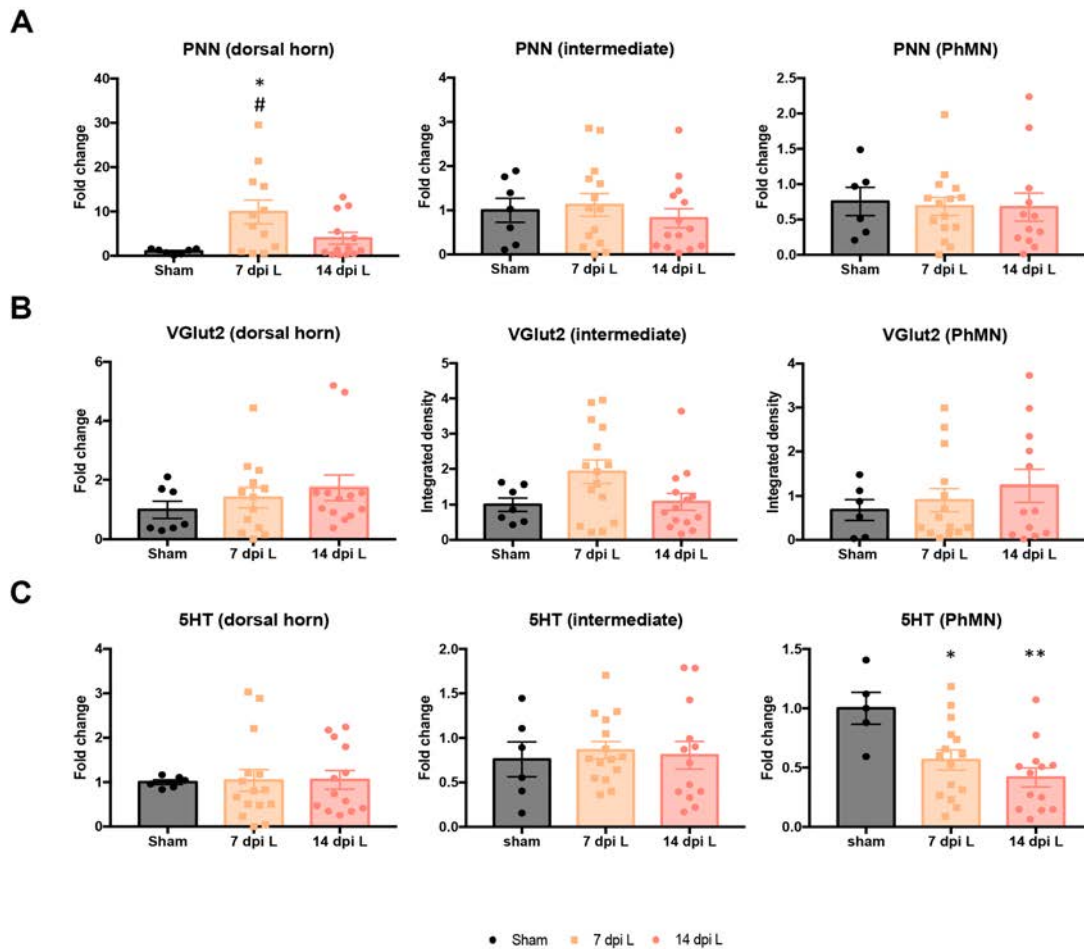 A
PNN (dorsal horn)
PNN (intermediate)
PNN (PhMN)
Fold change
40
30
20
10
0
*
#
Sham 7 dpi L 14 dpi L
Fold change
4
3
2
1
0
Sham 7 dpi L 14 dpi L
Fold change
2.5
2.0
1.5
1.0
0.5
0.0
Sham 7 dpi L 14 dpi L
B
VGlut2 (dorsal horn)
VGlut2 (intermediate)
VGlut2 (PhMN)
Fold change
6
4
2
0
Sham 7 dpi L 14 dpi L
Integrated density
5
4
3
2
1
0
Sham 7 dpi L 14 dpi L
Integrated density
4
3
2
1
0
Sham 7 dpi L 14 dpi L
C
5HT (dorsal horn)
5HT (intermediate)
5HT (PhMN)
Fold change
4
3
2
1
0
Sham 7 dpi L 14 dpi L
Fold change
2.0
1.5
1.0
0.5
0.0
sham 7 dpi L 14 dpi L
Fold change
1.5
1.0
0.5
0.0
*
**
sham 7 dpi L 14 dpi L
Sham 7 dpi L 14 dpi L